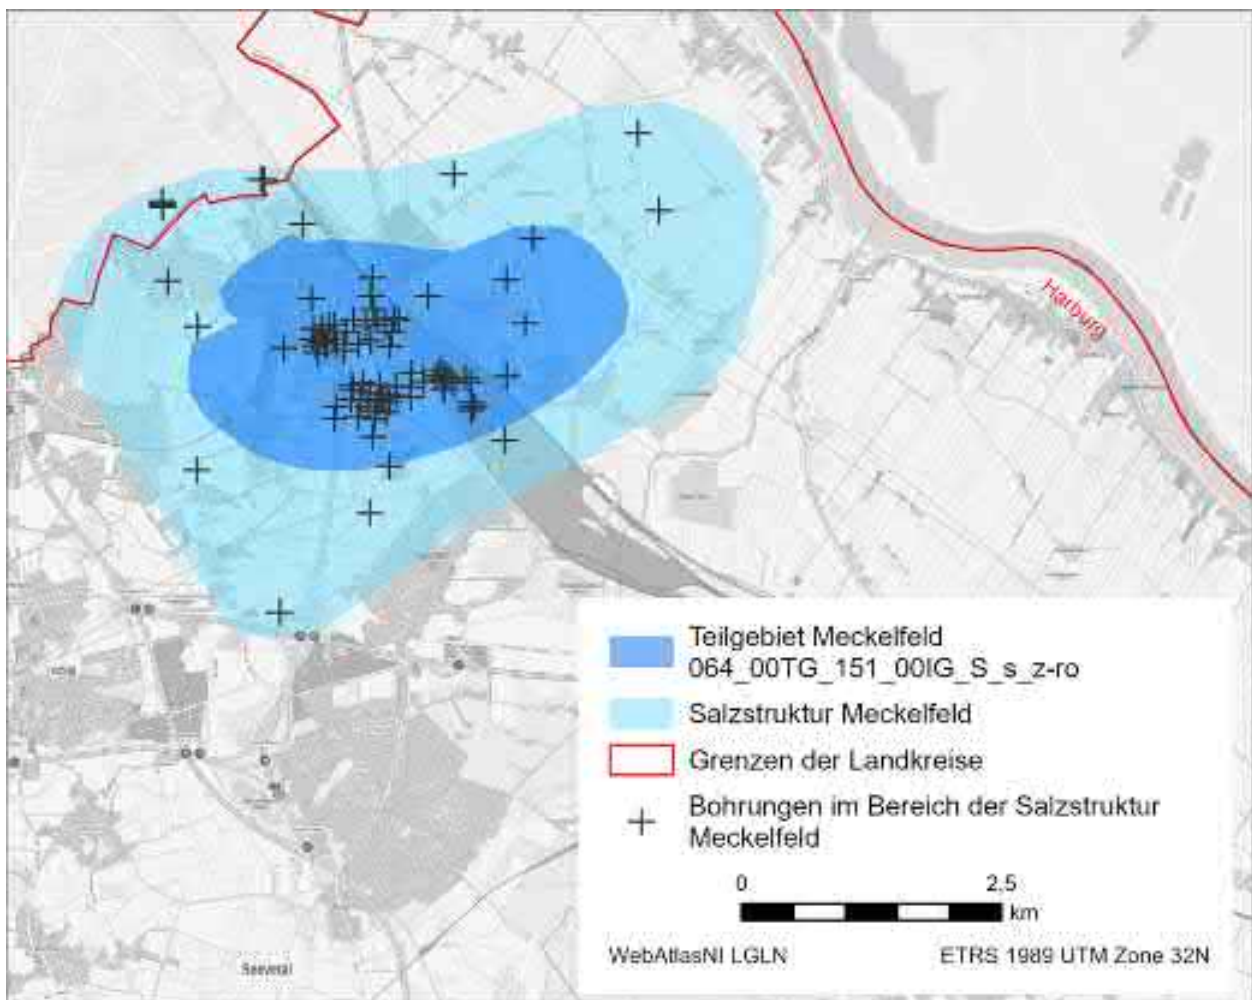 Harburg
Teilgebiet Meckelfeld
064_00TG_151_00IG_S_s_z-ro
Salzstruktur Meckelfeld
Grenzen der Landkreise
Bohrungen im Bereich der Salzstruktur
Meckelfeld
0 2,5
km
WebAtlasNI LGLN ETRS 1989 UTM Zone 32N
Seevetal